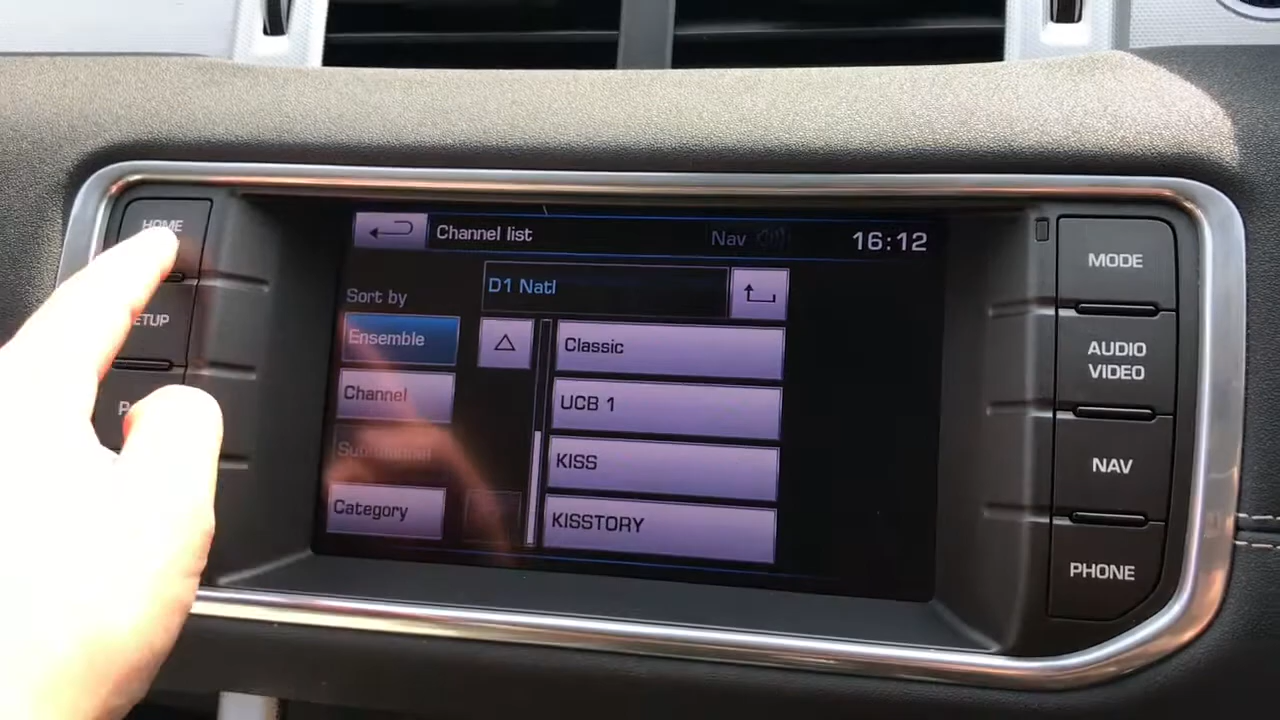 HOME
ETUP
P
Channel list
Nav
16:12
D1 Natl
Sort by
Ensemble
Channel
Subchannel
Category
Classic
UCB 1
KISS
KISSTORY
MODE
AUDIO
VIDEO
NAV
PHONE